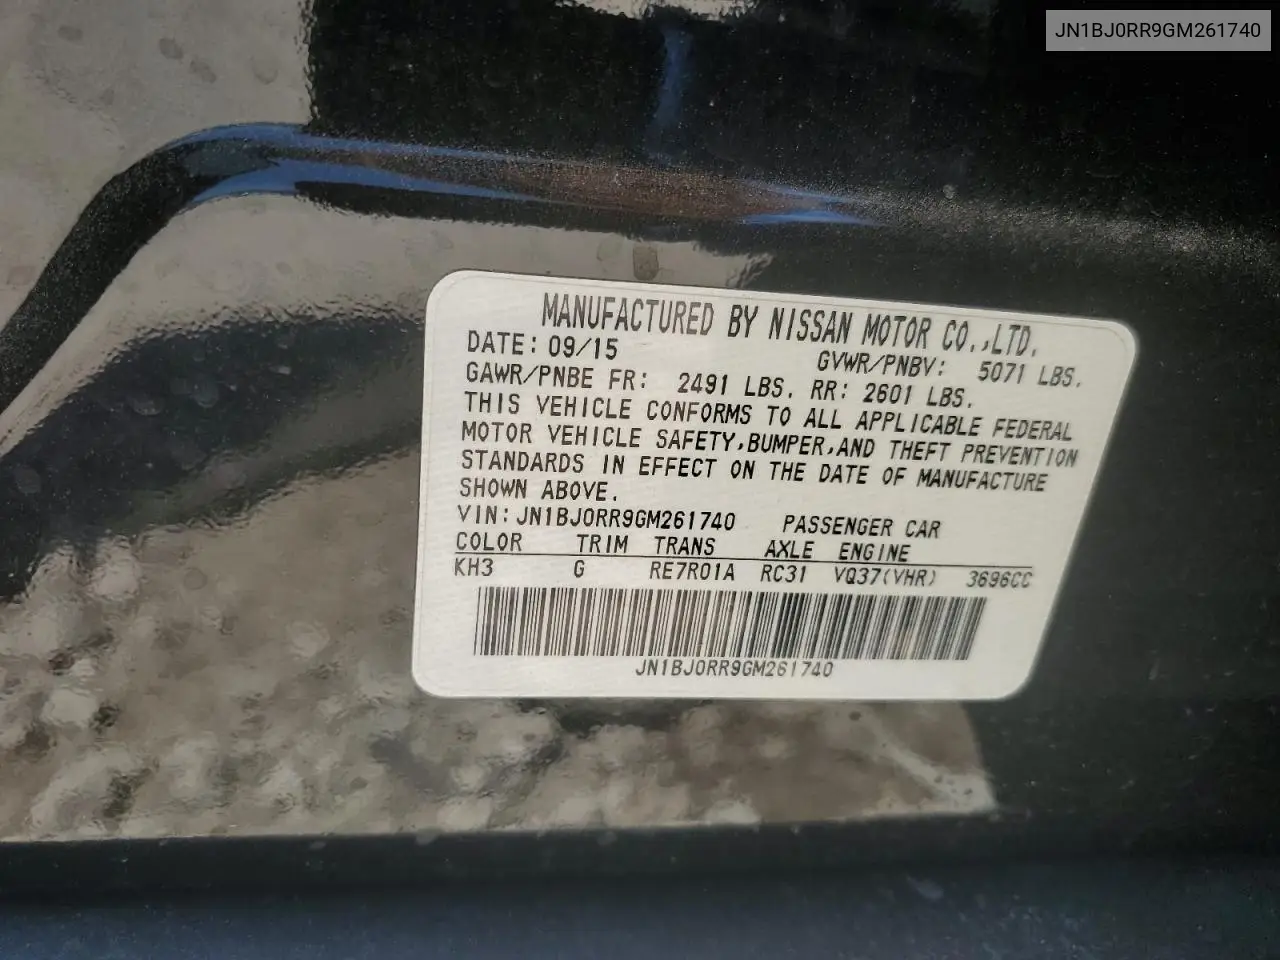 JN1BJ0RR9GM261740
MANUFACTURED BY NISSAN MOTOR CO.,LTD.
DATE: 09/15 GVWR/PNBV: 5071 LBS.
GAWR/PNBE FR: 2491 LBS. RR: 2601 LBS.
THIS VEHICLE CONFORMS TO ALL APPLICABLE FEDERAL
MOTOR VEHICLE SAFETY,BUMPER,AND THEFT PREVENTION
STANDARDS IN EFFECT ON THE DATE OF MANUFACTURE
SHOWN ABOVE.
VIN: JN1BJ0RR9GM261740 PASSENGER CAR
COLOR TRIM TRANS AXLE ENGINE
KH3 G RE7R01A RC31 VQ37(VHR) 3696CC
JN1BJ0RR9GM261740